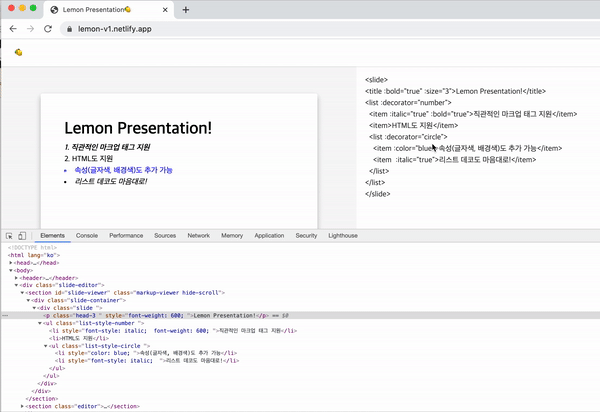 Lemon Presentation🍋
lemon-v1.netlify.app
Lemon Presentation!
1. 직관적인 마크업 태그 지원
2. HTML도 지원
속성(글자색, 배경색)도 추가 가능
리스트 데코도 마음대로!
<slide>
<title :bold="true" :size="3">Lemon Presentation!</title>
<list :decorator="number">
<item :italic="true" :bold="true">직관적인 마크업 태그 지원</item>
<item>HTML도 지원</item>
<list :decorator="circle">
<item :color="blue">속성(글자색, 배경색)도 추가 가능</item>
<item :italic="true">리스트 데코도 마음대로!</item>
</list>
</list>
</slide>
Elements Console Performance Sources Network Memory Application Security Lighthouse
<!DOCTYPE html>
<html lang="ko">
<head>…</head>
<body>
<header>…</header>
<div class="slide-editor">
<section id="slide-viewer" class="markup-viewer hide-scroll">
<div class="slide-container">
<div class="slide ">
<p class="head-3 " style="font-weight: 600; ">Lemon Presentation!</p> == $0
<ul class="list-style-number ">
<li style="font-style: italic;  font-weight: 600; ">직관적인 마크업 태그 지원</li>
<li>HTML도 지원</li>
<ul class="list-style-circle ">
<li style="color: blue; ">속성(글자색, 배경색)도 추가 가능</li>
<li style="font-style: italic;  ">리스트 데코도 마음대로!</li>
</ul>
</ul>
</div>
</div>
</section>
<section class="editor">…</section>